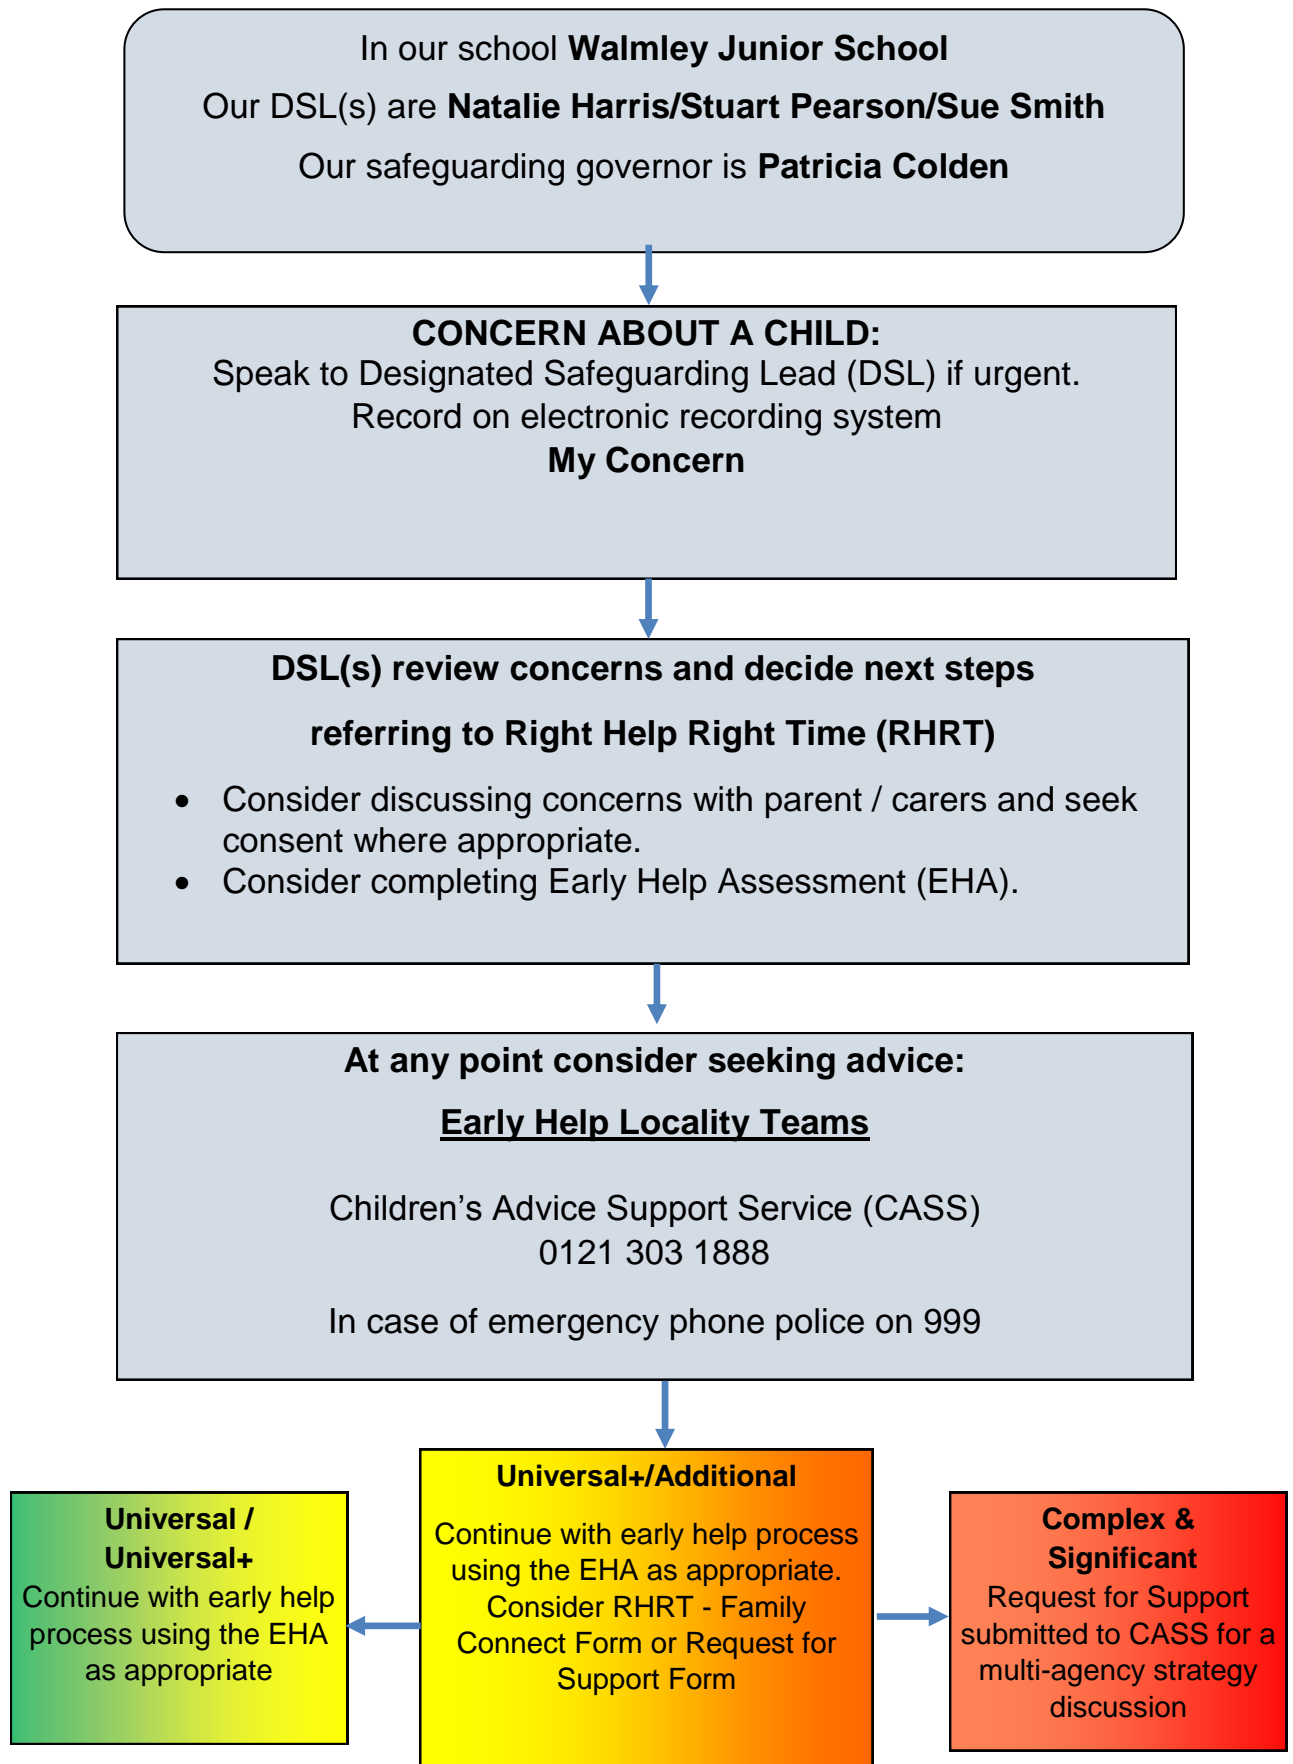 In our school Walmley Junior School
Our DSL(s) are Natalie Harris/Stuart Pearson/Sue Smith
Our safeguarding governor is Patricia Colden
CONCERN ABOUT A CHILD:
Speak to Designated Safeguarding Lead (DSL) if urgent.
Record on electronic recording system
My Concern
DSL(s) review concerns and decide next steps
referring to Right Help Right Time (RHRT)
• Consider discussing concerns with parent / carers and seek
consent where appropriate.
• Consider completing Early Help Assessment (EHA).
At any point consider seeking advice:
Early Help Locality Teams
Children’s Advice Support Service (CASS)
0121 303 1888
In case of emergency phone police on 999
Universal /
Universal+
Continue with early help
process using the EHA
as appropriate
Universal+/Additional
Continue with early help process
using the EHA as appropriate.
Consider RHRT - Family
Connect Form or Request for
Support Form
Complex &
Significant
Request for Support
submitted to CASS for a
multi-agency strategy
discussion